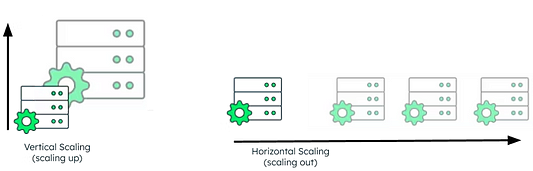 Vertical Scaling
(scaling up)
Horizontal Scaling
(scaling out)